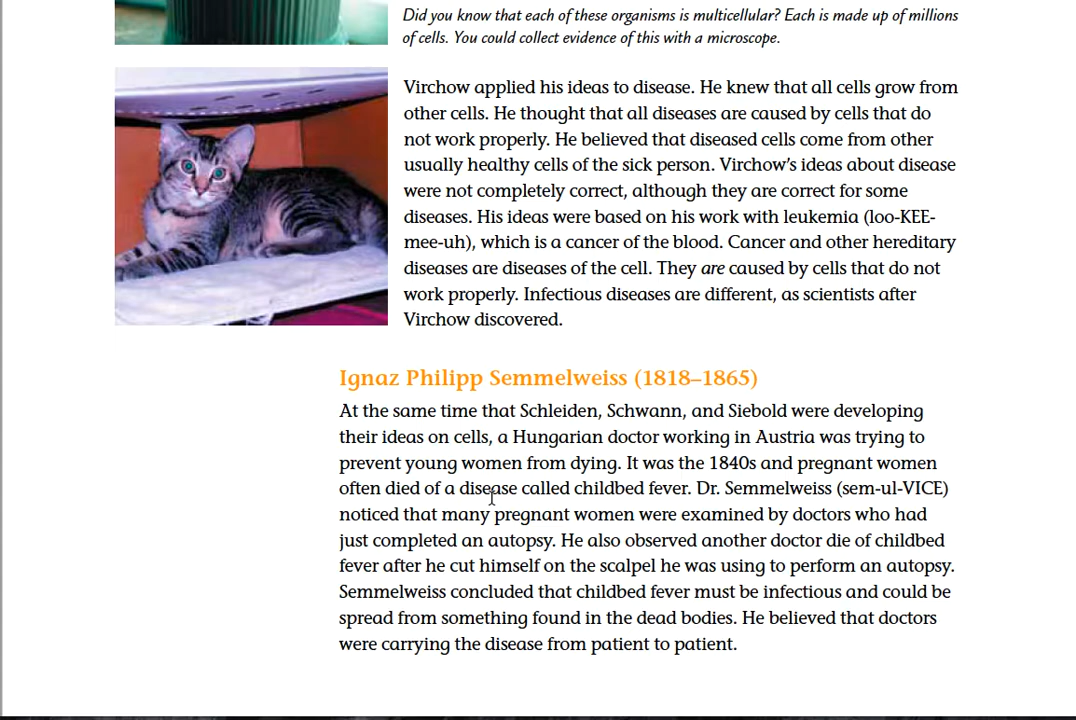 Did you know that each of these organisms is multicellular? Each is made up of millions
of cells. You could collect evidence of this with a microscope.
Virchow applied his ideas to disease. He knew that all cells grow from
other cells. He thought that all diseases are caused by cells that do
not work properly. He believed that diseased cells come from other
usually healthy cells of the sick person. Virchow’s ideas about disease
were not completely correct, although they are correct for some
diseases. His ideas were based on his work with leukemia (loo-KEE-
mee-uh), which is a cancer of the blood. Cancer and other hereditary
diseases are diseases of the cell. They are caused by cells that do not
work properly. Infectious diseases are different, as scientists after
Virchow discovered.
Ignaz Philipp Semmelweiss (1818–1865)
At the same time that Schleiden, Schwann, and Siebold were developing
their ideas on cells, a Hungarian doctor working in Austria was trying to
prevent young women from dying. It was the 1840s and pregnant women
often died of a disease called childbed fever. Dr. Semmelweiss (sem-ul-VICE)
noticed that many pregnant women were examined by doctors who had
just completed an autopsy. He also observed another doctor die of childbed
fever after he cut himself on the scalpel he was using to perform an autopsy.
Semmelweiss concluded that childbed fever must be infectious and could be
spread from something found in the dead bodies. He believed that doctors
were carrying the disease from patient to patient.